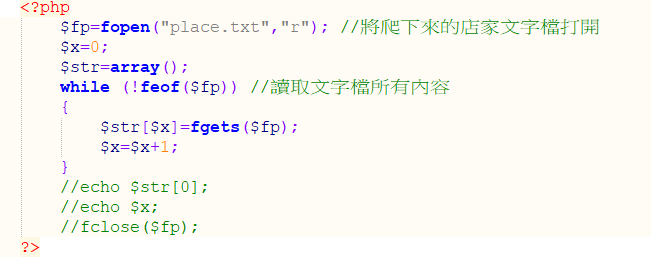 <?php
$fp=fopen("place.txt","r"); //將爬下來的店家文字檔打開
$x=0;
$str=array();
while (!feof($fp)) //讀取文字檔所有內容
{
$str[$x]=fgets($fp);
$x=$x+1;
}
//echo $str[0];
//echo $x;
//fclose($fp);
?>